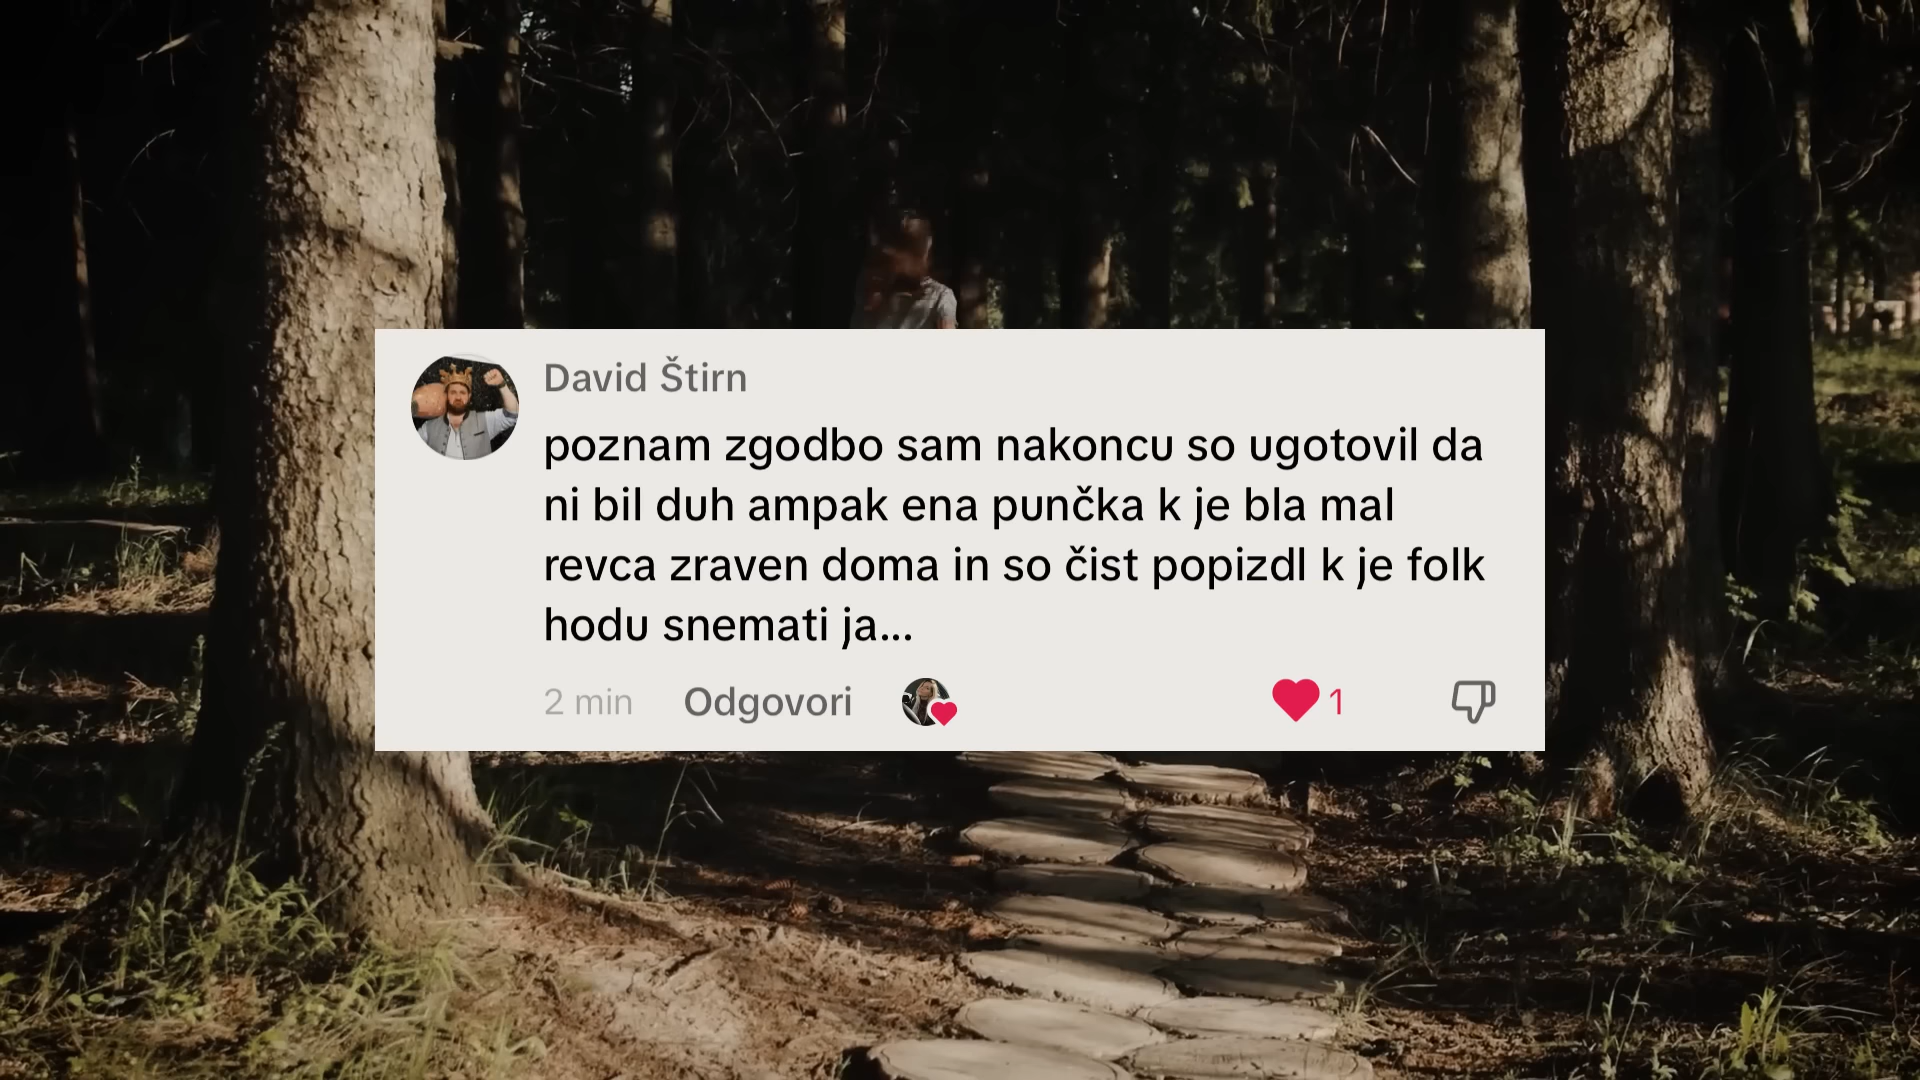 David Štirn
poznam zgodbo sam nakoncu so ugotovil da
ni bil duh ampak ena punčka k je bla mal
revca zraven doma in so čist popizdl k je folk
hodu snemati ja...
2 min Odgovori 1